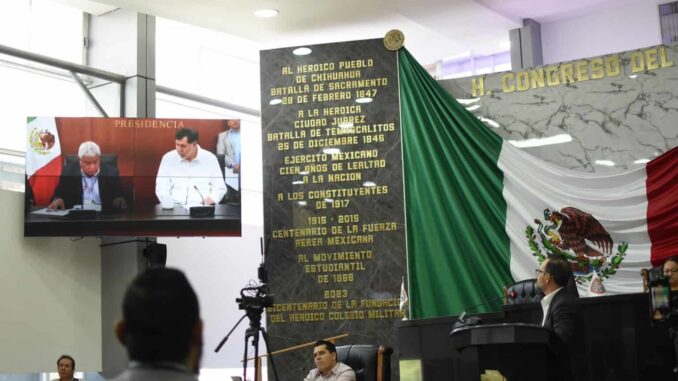 PRESIDENCIA
AL HEROICO PUEBLO
DE CHIHUAHUA
BATALLA DE SACRAMENTO
28 DE FEBRERO 1847
A LA HEROICA
CIUDAD JUÁREZ
BATALLA DE TEMASCALITOS
25 DE DICIEMBRE 1846
EJERCITO MEXICANO
CIEN AÑOS DE LEALTAD
A LA NACION
A LOS CONSTITUYENTES
DE 1917
1915 - 2015
CENTENARIO DE LA FUERZA
AEREA MEXICANA
AL MOVIMIENTO
ESTUDIANTIL
DE 1968
2023
BICENTENARIO DE LA FUNDACIÓN
DEL HEROICO COLEGIO MILITAR
H. CONGRESO DEL